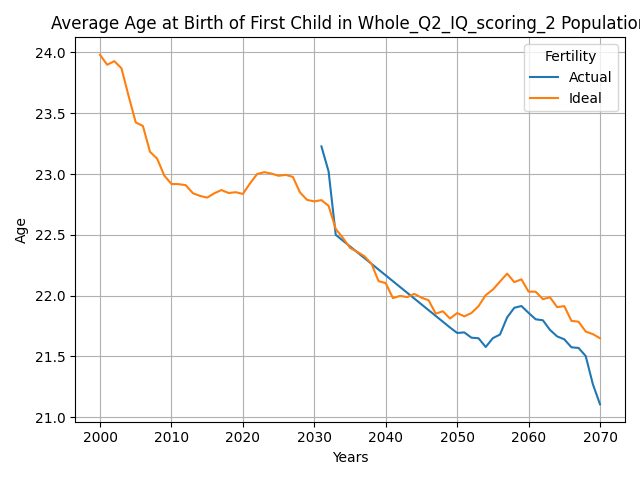 Average Age at Birth of First Child in Whole_Q2_IQ_scoring_2 Population
Fertility
Actual
Ideal
24.0
23.5
23.0
22.5
22.0
21.5
21.0
Age
2000 2010 2020 2030 2040 2050 2060 2070
Years